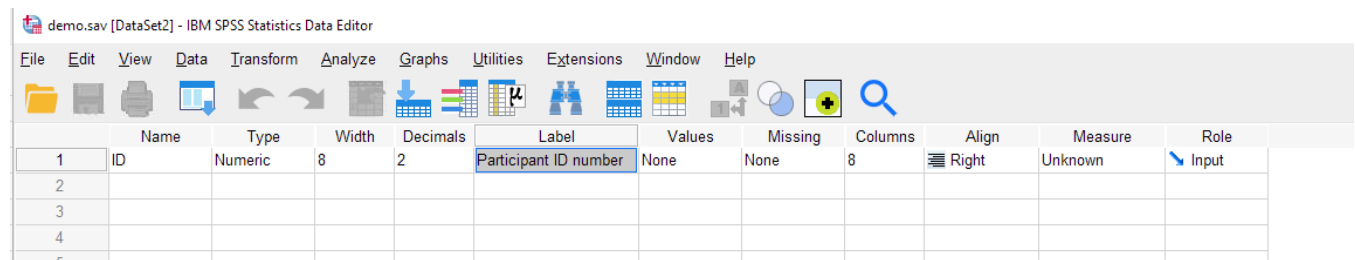 demo.sav [DataSet2] - IBM SPSS Statistics Data Editor
File Edit View Data Transform Analyze Graphs Utilities Extensions Window Help
Name Type Width Decimals Label Values Missing Columns Align Measure Role
1 ID Numeric 8 2 Participant ID number None None 8 Right Unknown Input
2
3
4